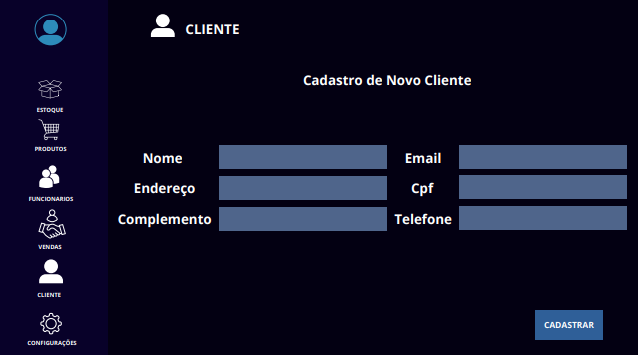 CLIENTE
Cadastro de Novo Cliente
ESTOQUE
PRODUTOS
FUNCIONARIOS
VENDAS
CLIENTE
CONFIGURAÇÕES
Nome
Email
Endereço
Cpf
Complemento
Telefone
CADASTRAR